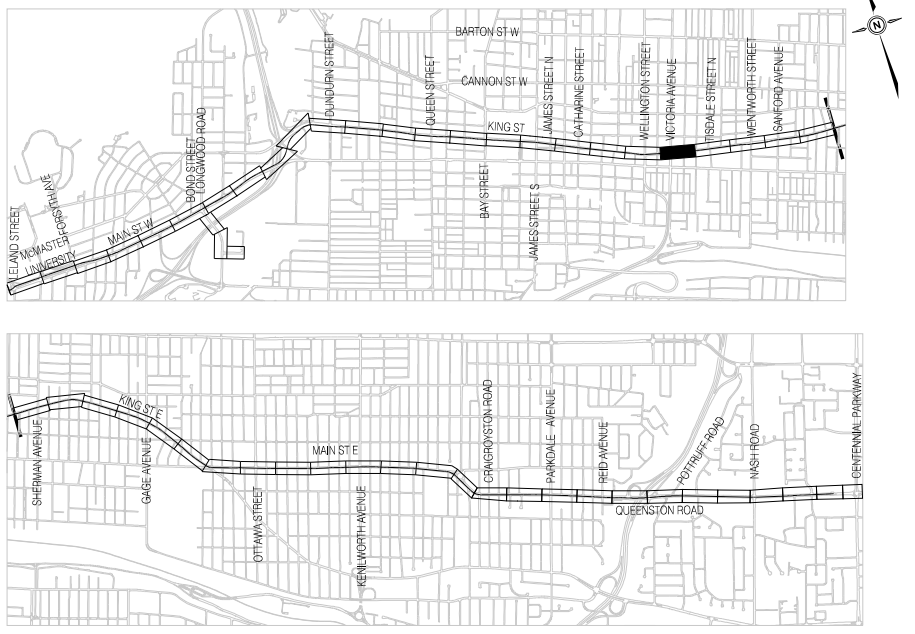 N
BARTON ST W
CANNON ST W
KING ST
DUNDURN STREET
QUEEN STREET
JAMES STREET N
CATHARINE STREET
WELLINGTON STREET
VICTORIA AVENUE
TISDALE STREET N
WENTWORTH STREET
SANFORD AVENUE
BOND STREET
LONGWOOD ROAD
BAY STREET
JAMES STREET S
LELAND STREET
FORSYTH AVE
McMASTER
UNIVERSITY
MAIN ST W
KING ST E
MAIN ST E
SHERMAN AVENUE
GAGE AVENUE
OTTAWA STREET
KENILWORTH AVENUE
CRAIGROYSTON ROAD
PARKDALE AVENUE
REID AVENUE
POTTRUFF ROAD
NASH ROAD
CENTENNIAL PARKWAY
QUEENSTON ROAD